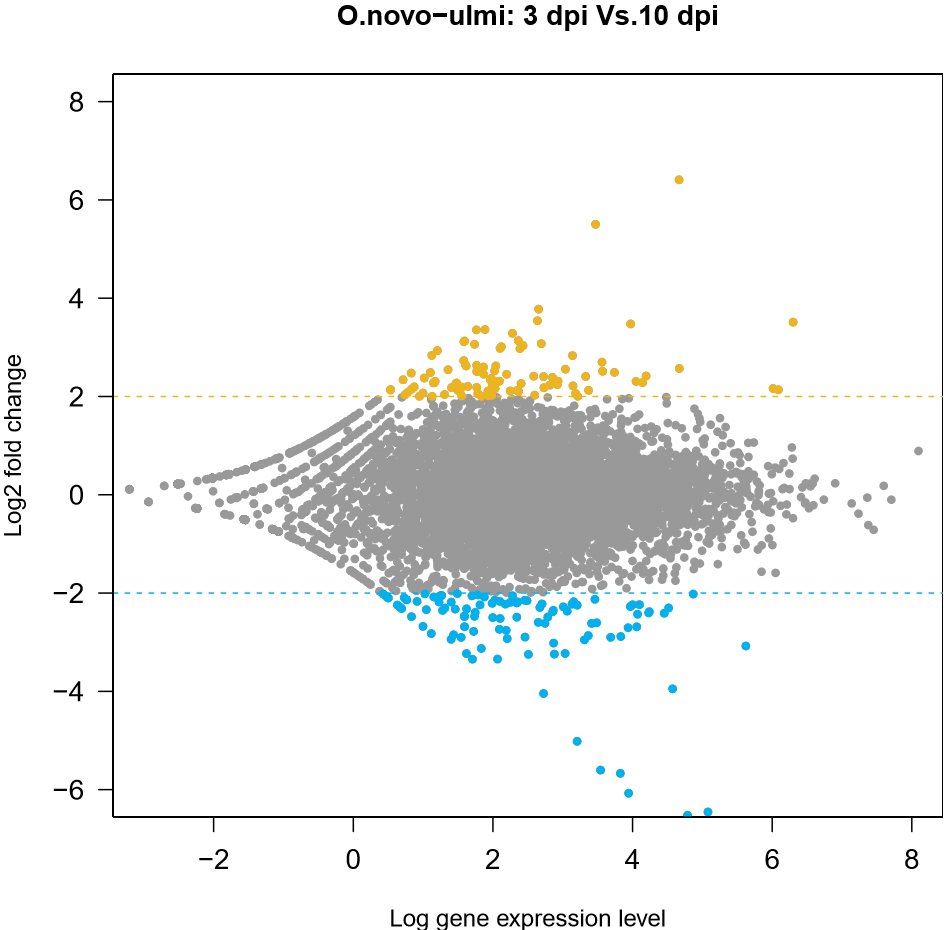 O.novo−ulmi: 3 dpi Vs.10 dpi
8
6
4
2
0
−2
−4
−6
Log2 fold change
−2 0 2 4 6 8
Log gene expression level